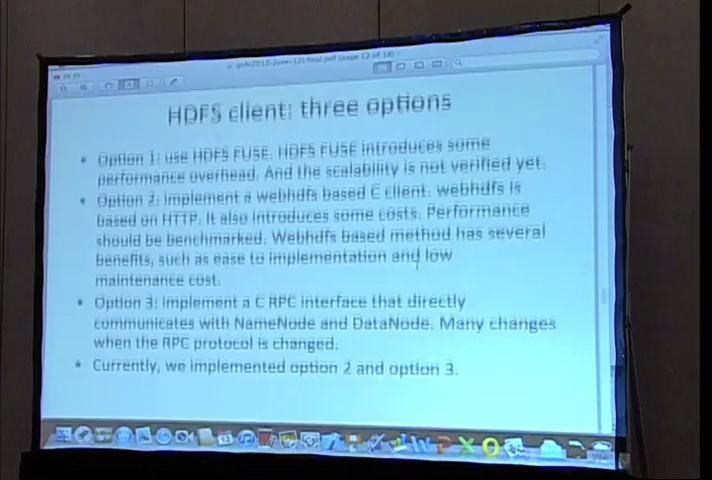 (page 12 of 18)
HDFS client: three options
• Option 1: use HDFS FUSE. HDFS FUSE introduces some
performance overhead. And the scalability is not verified yet.
• Option 2: implement a webhdfs based C client. webhdfs is
based on HTTP. It also introduces some costs. Performance
should be benchmarked. Webhdfs based method has several
benefits, such as ease to implementation and low
maintenance cost.
• Option 3: implement a C RPC interface that directly
communicates with NameNode and DataNode. Many changes
when the RPC protocol is changed.
• Currently, we implemented option 2 and option 3.